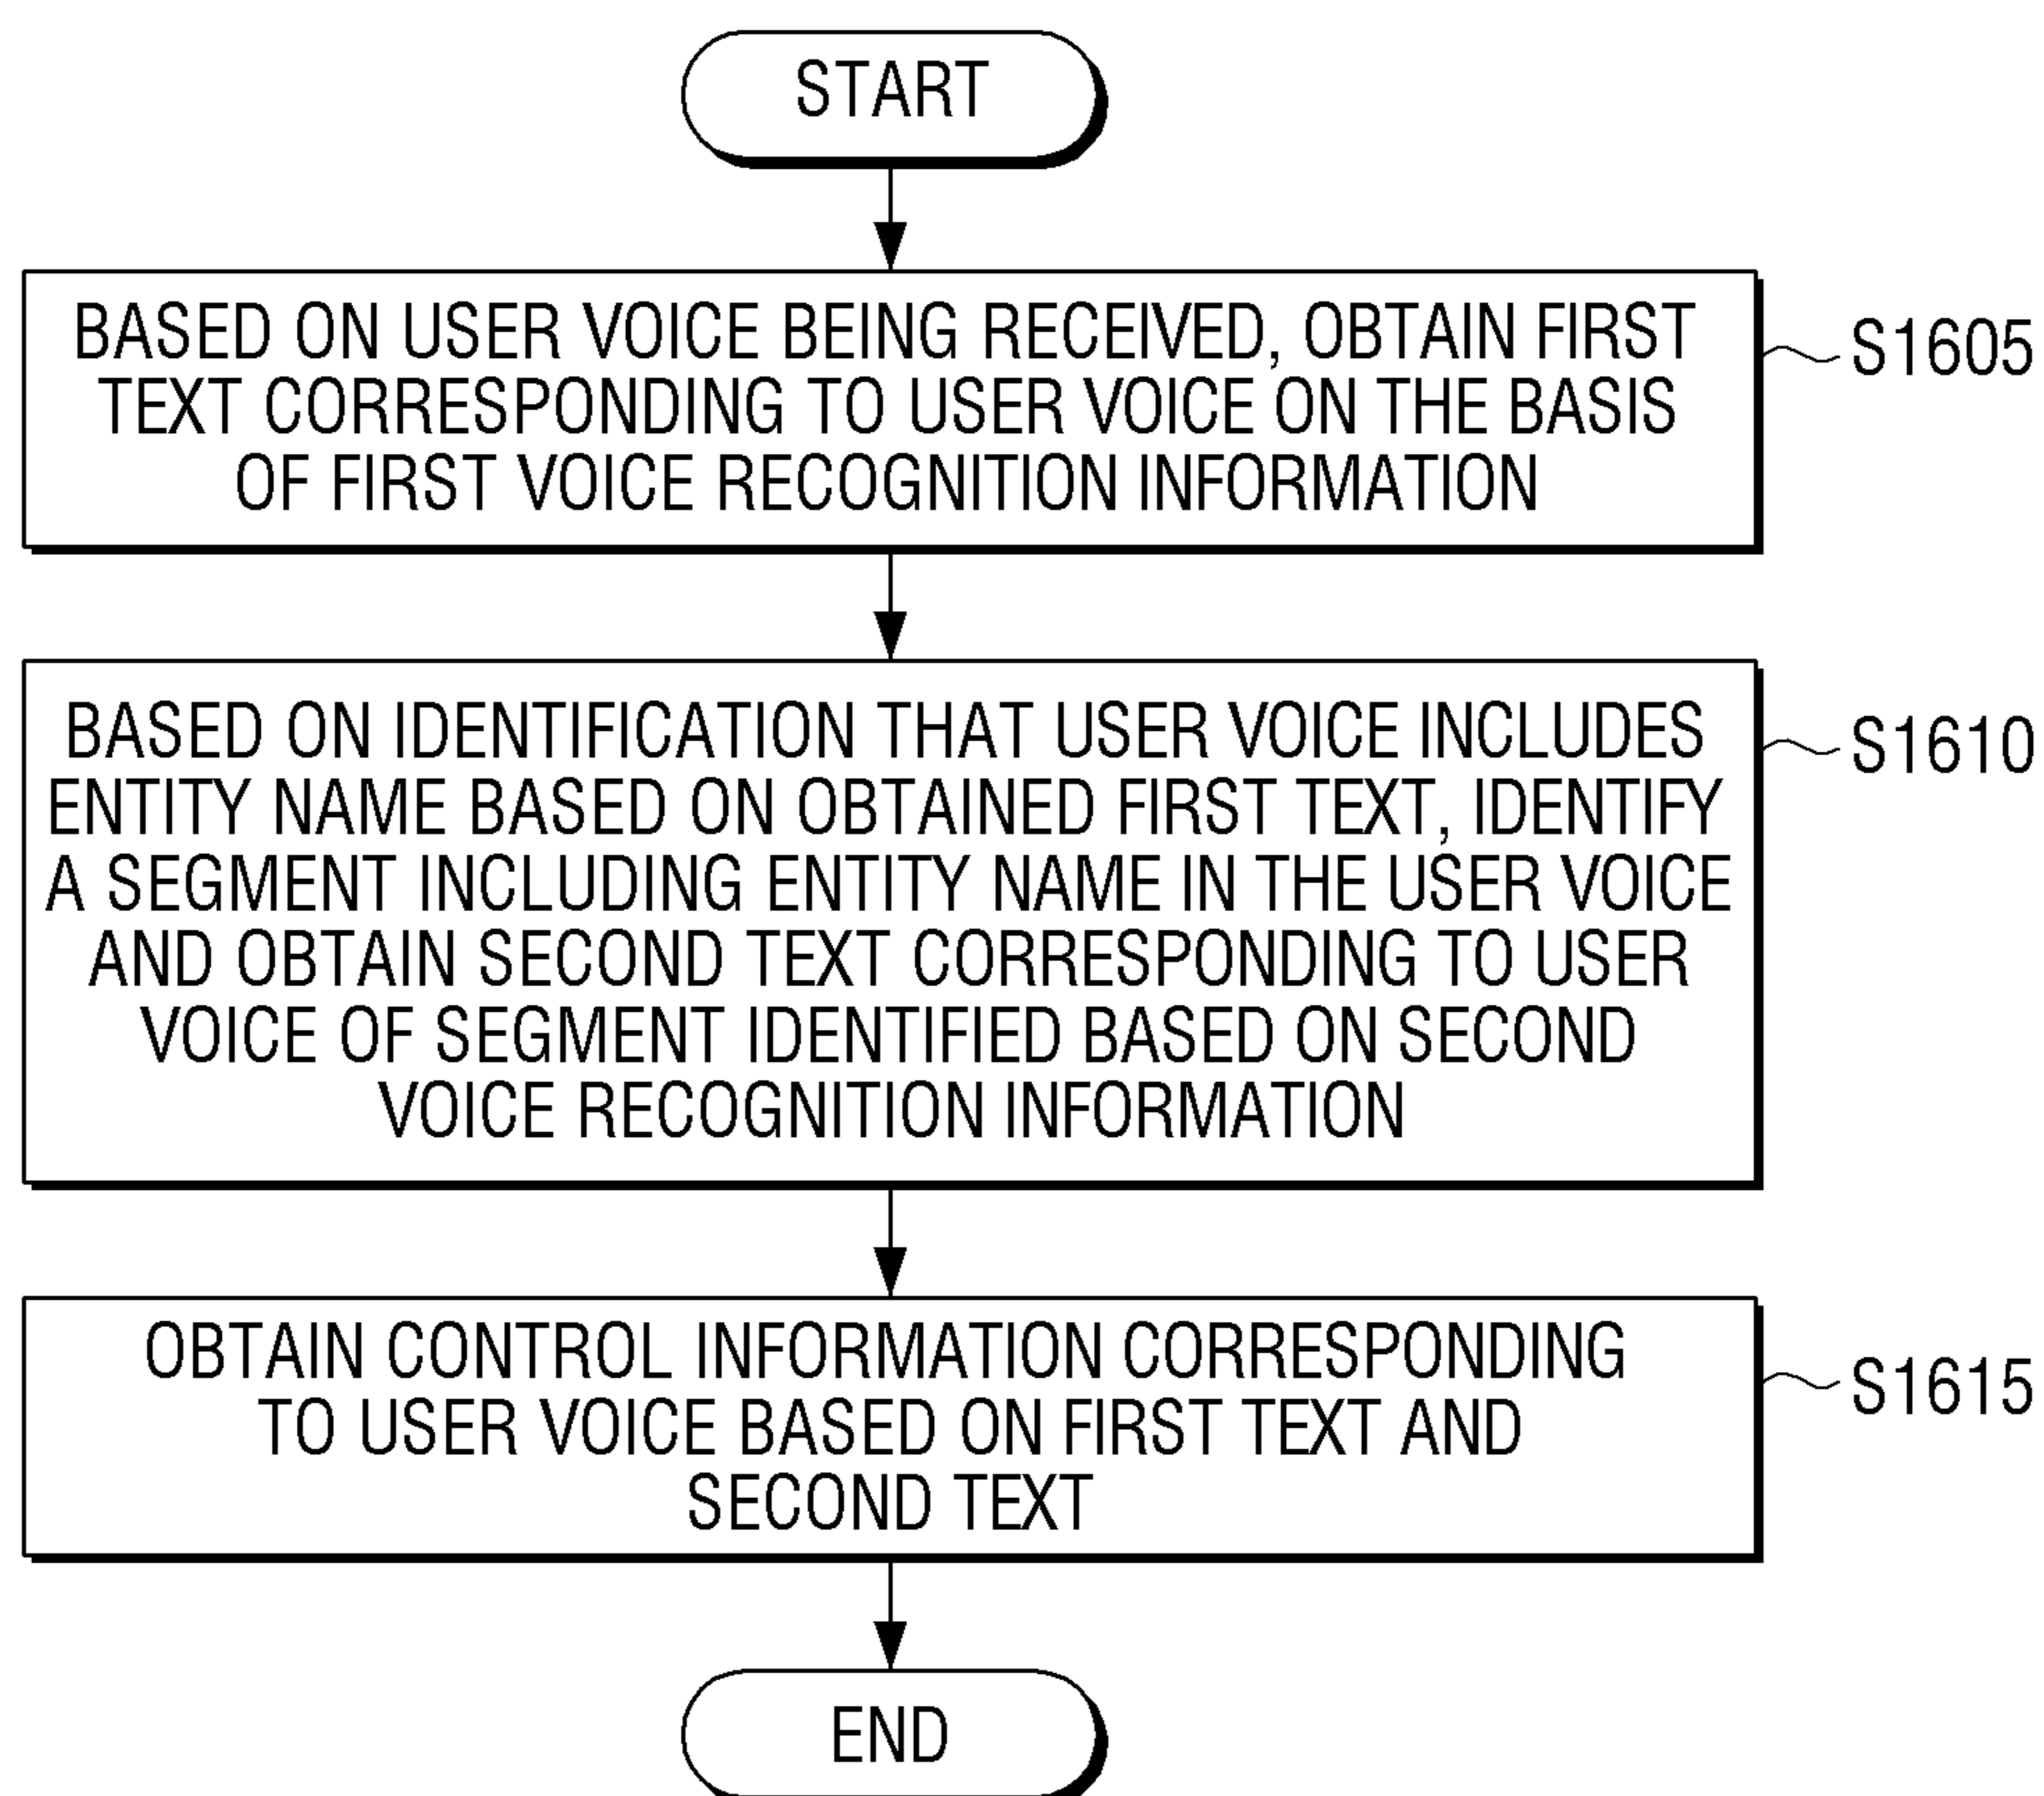 START
BASED ON USER VOICE BEING RECEIVED, OBTAIN FIRST
TEXT CORRESPONDING TO USER VOICE ON THE BASIS
OF FIRST VOICE RECOGNITION INFORMATION
S1605
BASED ON IDENTIFICATION THAT USER VOICE INCLUDES
ENTITY NAME BASED ON OBTAINED FIRST TEXT, IDENTIFY
A SEGMENT INCLUDING ENTITY NAME IN THE USER VOICE
AND OBTAIN SECOND TEXT CORRESPONDING TO USER
VOICE OF SEGMENT IDENTIFIED BASED ON SECOND
VOICE RECOGNITION INFORMATION
S1610
OBTAIN CONTROL INFORMATION CORRESPONDING
TO USER VOICE BASED ON FIRST TEXT AND
SECOND TEXT
S1615
END